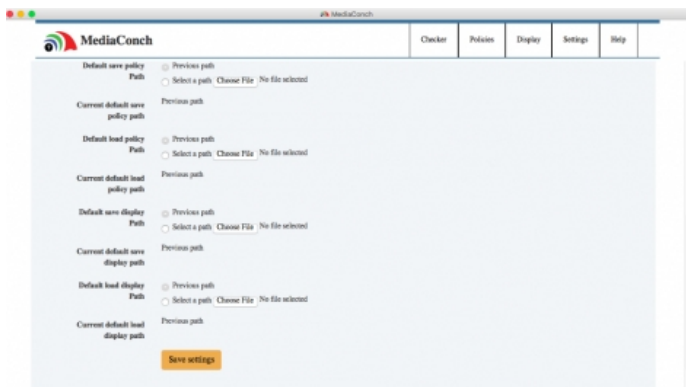 MediaConch
MediaConch
Checker Policies Display Settings Help
Default save policy Path
Previous path
Select a path Choose File No file selected
Current default save policy path
Previous path
Default load policy Path
Previous path
Select a path Choose File No file selected
Current default load policy path
Previous path
Default save display Path
Previous path
Select a path Choose File No file selected
Current default save display path
Previous path
Default load display Path
Previous path
Select a path Choose File No file selected
Current default load display path
Previous path
Save settings